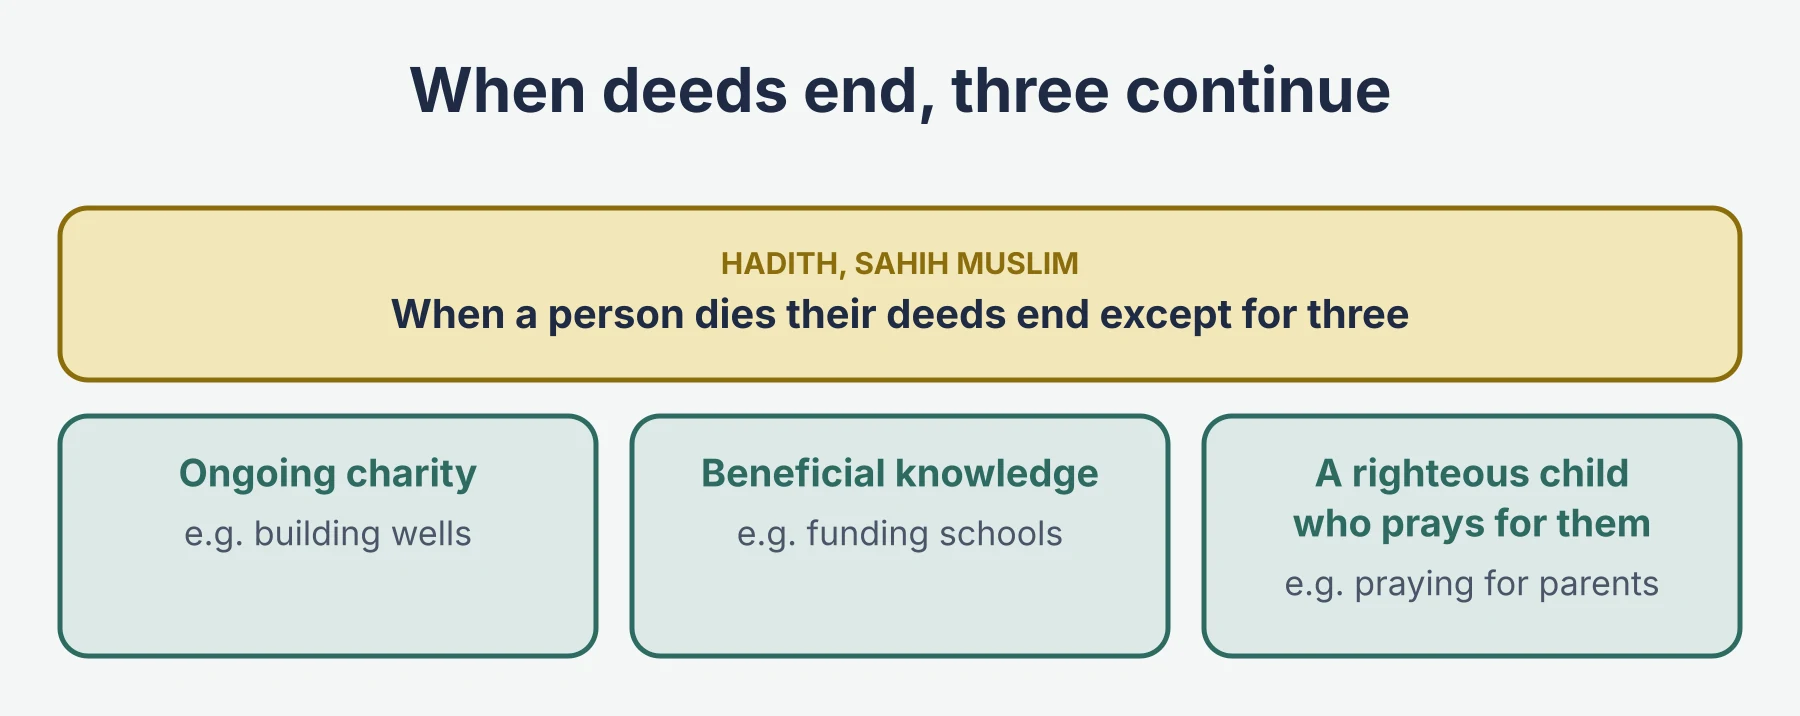 When deeds end, three continue
HADITH, SAHIH MUSLIM
When a person dies their deeds end except for three
Ongoing charity
e.g. building wells
Beneficial knowledge
e.g. funding schools
A righteous child
who prays for them
e.g. praying for parents